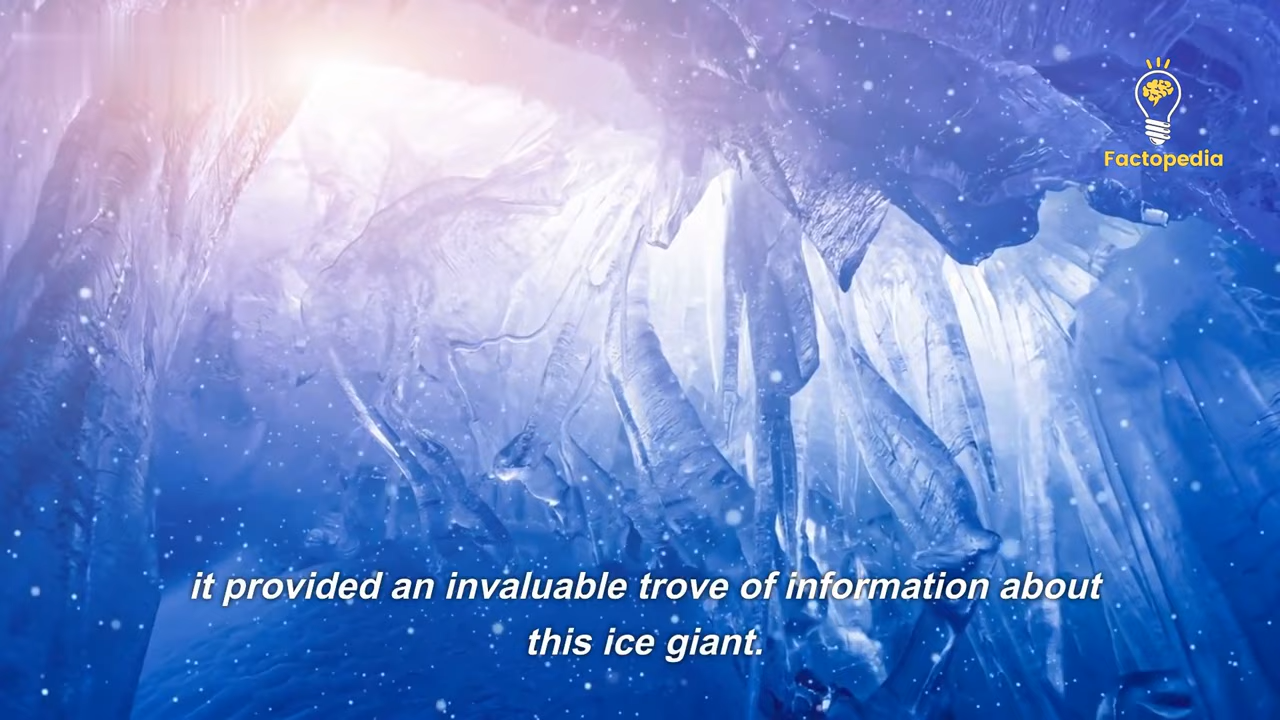 Factopedia
it provided an invaluable trove of information about
this ice giant.